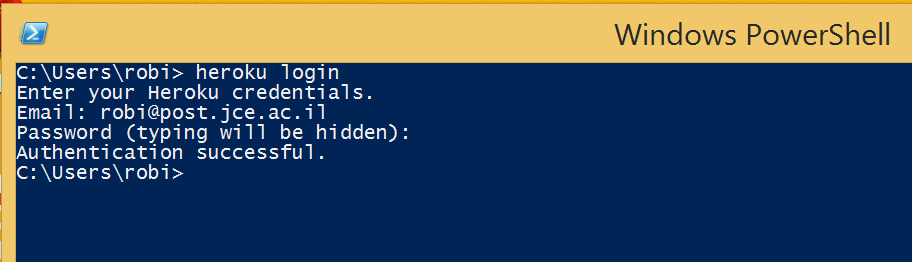 Windows PowerShell
C:\Users\robi> heroku login
Enter your Heroku credentials.
Email: robi@post.jce.ac.il
Password (typing will be hidden):
Authentication successful.
C:\Users\robi>